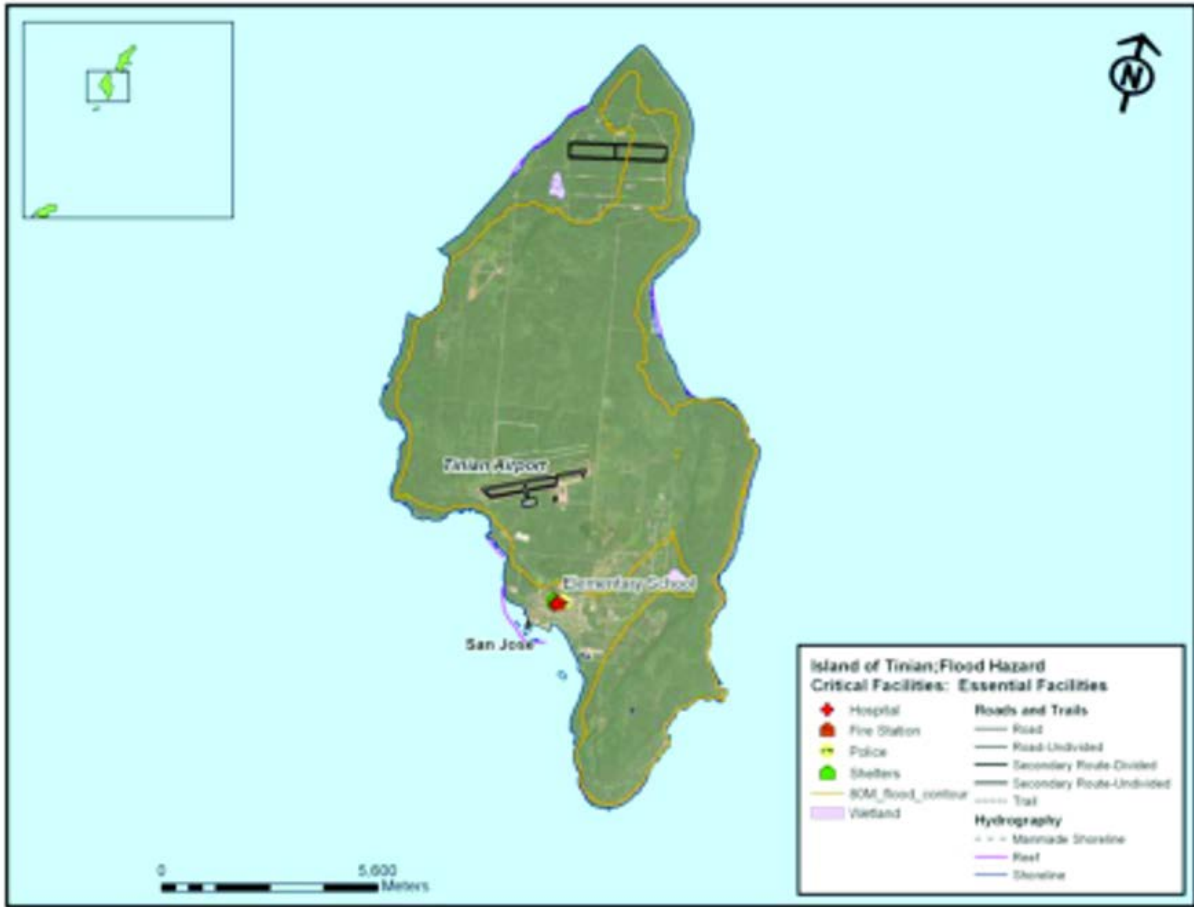 N
Tinian Airport
Elementary School
San Jose
Island of Tinian;Flood Hazard
Critical Facilities: Essential Facilities
Hospital
Fire Station
Police
Shelters
80M_flood_contour
Wetland
Roads and Trails
Road
Road-Undivided
Secondary Route-Divided
Secondary Route-Undivided
Trail
Hydrography
Manmade Shoreline
Reef
Shoreline
0 5,600
Meters